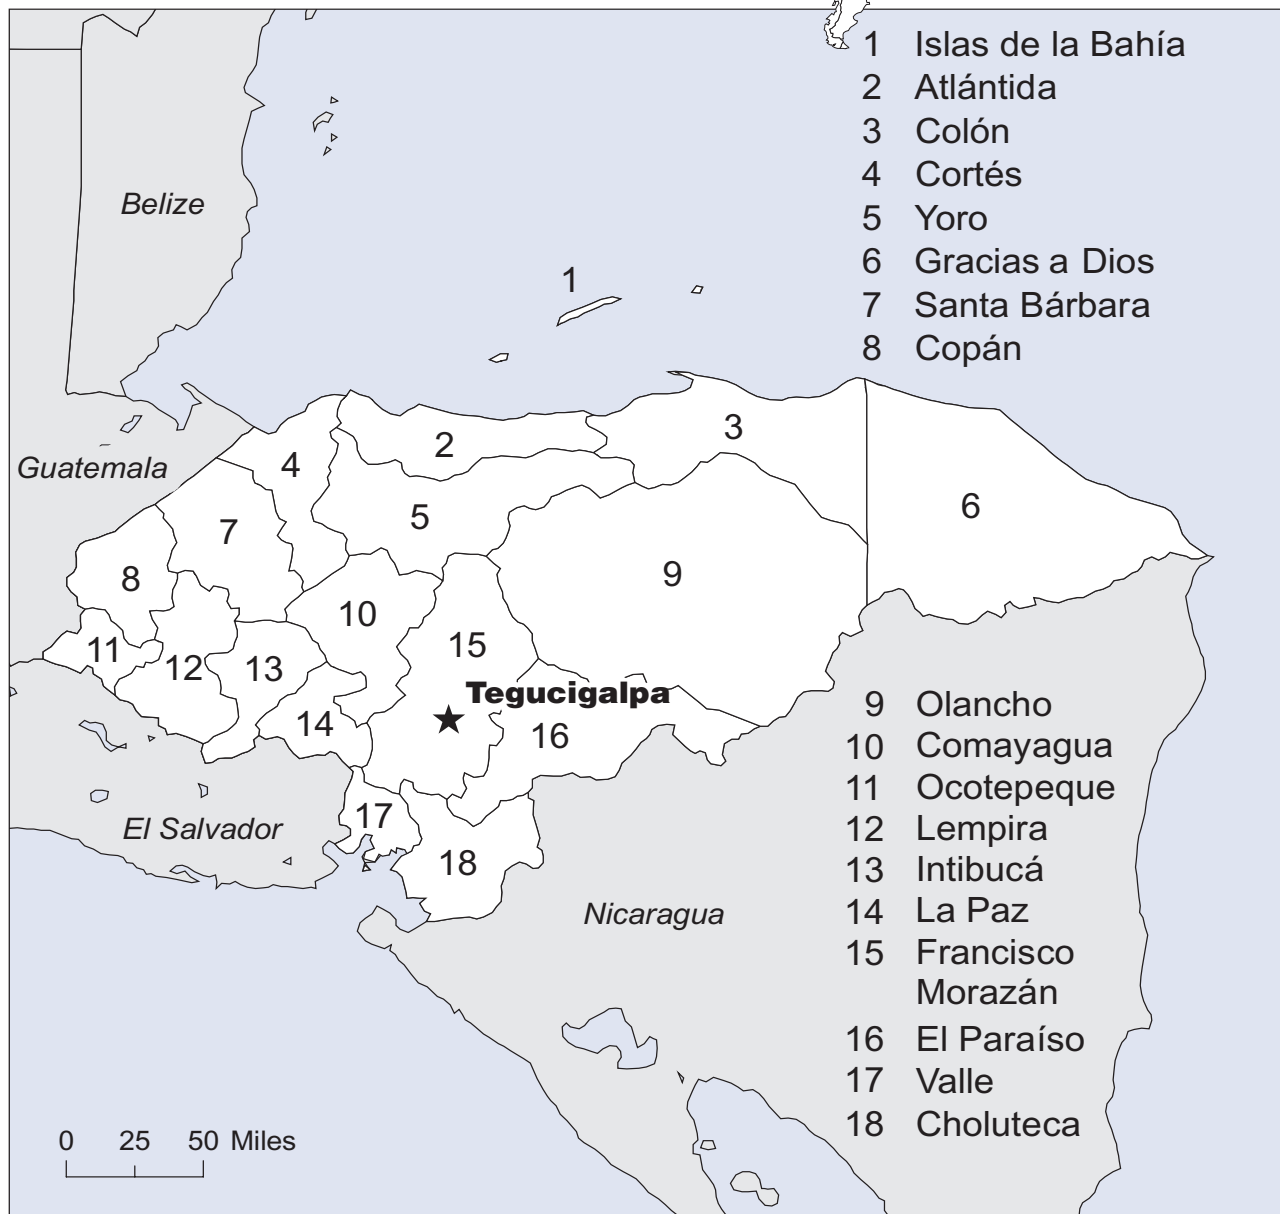 1 Islas de la Bahía
2 Atlántida
3 Colón
4 Cortés
5 Yoro
6 Gracias a Dios
7 Santa Bárbara
8 Copán
Belize
1
Guatemala
2
3
4
5
6
7
8
9
10
11
12
13
14
15
Tegucigalpa
16
17
18
El Salvador
Nicaragua
9 Olancho
10 Comayagua
11 Ocotepeque
12 Lempira
13 Intibucá
14 La Paz
15 Francisco
Morazán
16 El Paraíso
17 Valle
18 Choluteca
0 25 50 Miles